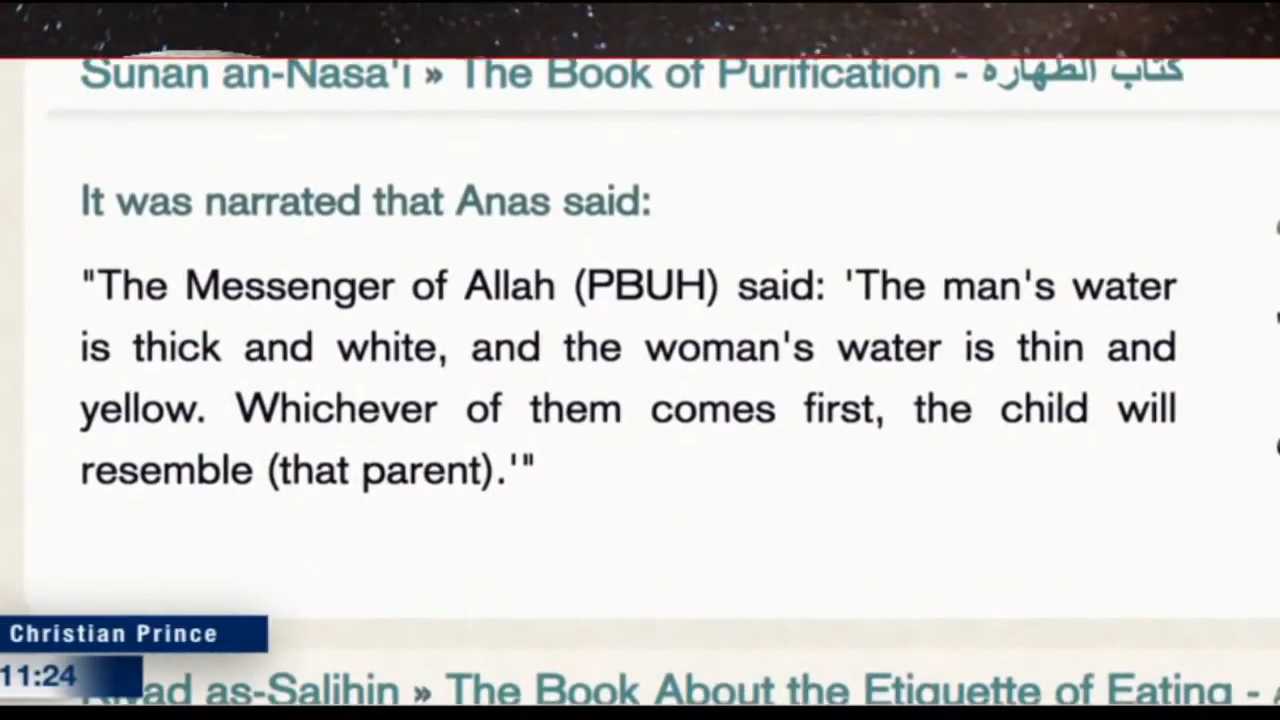 Sunan an-Nasa'i » The Book of Purification - كتاب الطهارة
It was narrated that Anas said:
"The Messenger of Allah (PBUH) said: 'The man's water
is thick and white, and the woman's water is thin and
yellow. Whichever of them comes first, the child will
resemble (that parent).'"
Christian Prince
11:24
as-Salihin » The Book About the Etiquette of Eating -